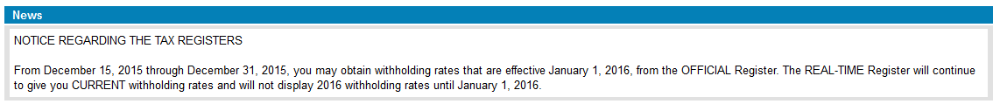 News
NOTICE REGARDING THE TAX REGISTERS
From December 15, 2015 through December 31, 2015, you may obtain withholding rates that are effective January 1, 2016, from the OFFICIAL Register. The REAL-TIME Register will continue
to give you CURRENT withholding rates and will not display 2016 withholding rates until January 1, 2016.